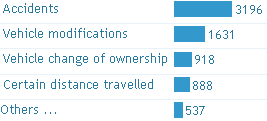 Accidents 3196
Vehicle modifications 1631
Vehicle change of ownership 918
Certain distance travelled 888
Others ... 537